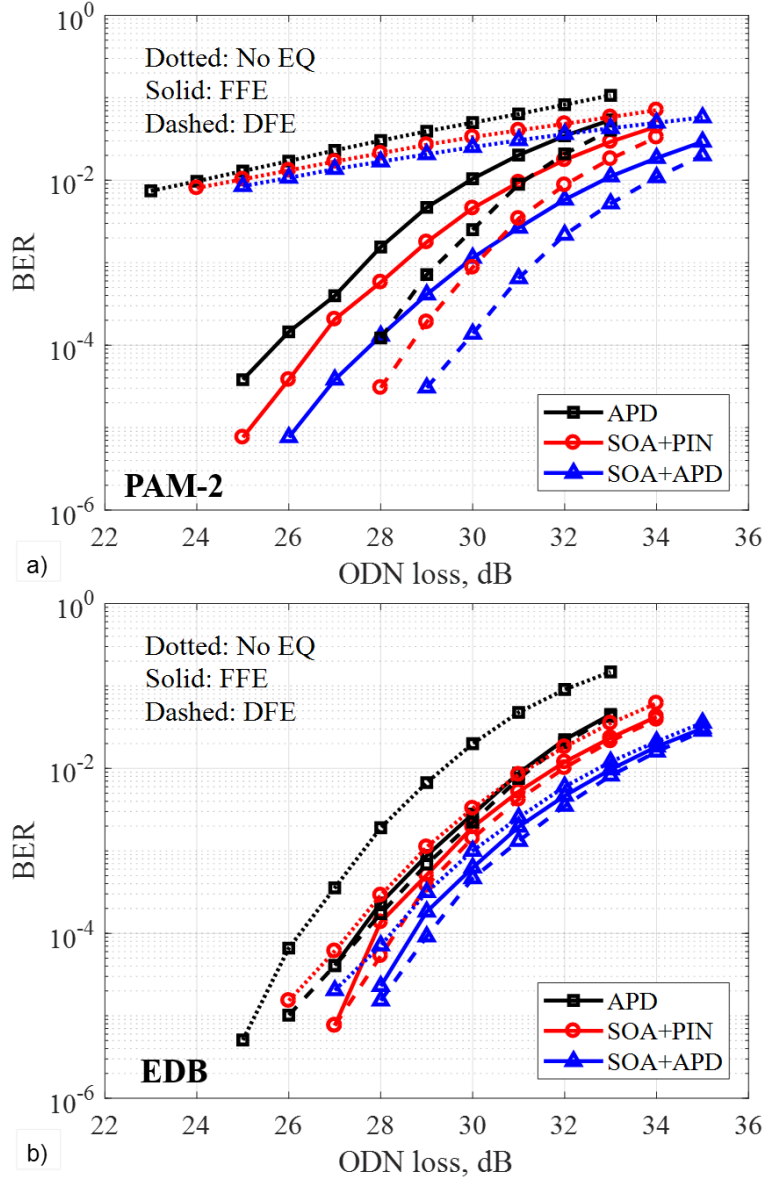 10^0
Dotted: No EQ
Solid: FFE
Dashed: DFE
10^-2
BER
10^-4
APD
SOA+PIN
SOA+APD
PAM-2
10^-6
22 24 26 28 30 32 34 36
a) ODN loss, dB
10^0
Dotted: No EQ
Solid: FFE
Dashed: DFE
10^-2
BER
10^-4
APD
SOA+PIN
SOA+APD
EDB
10^-6
22 24 26 28 30 32 34 36
b) ODN loss, dB